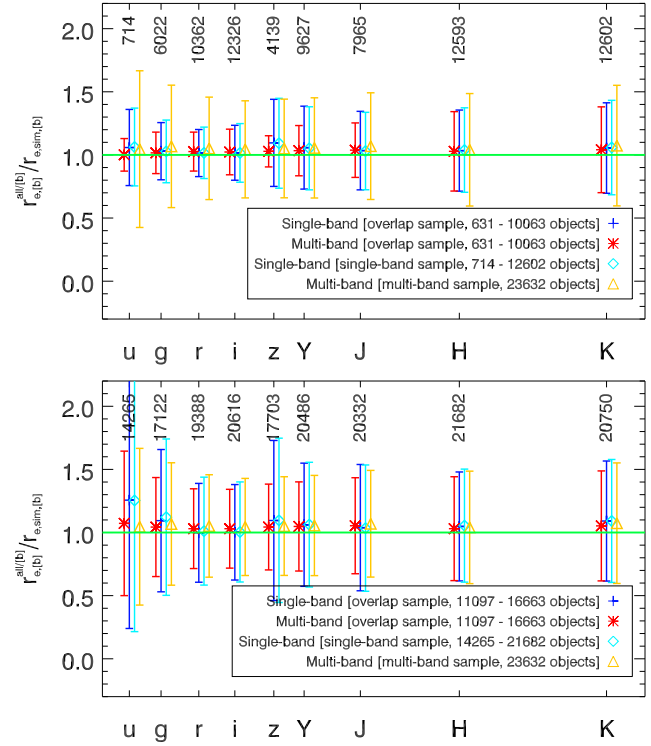 714 6022 10362 12326 4139 9627 7965 12593 12602
2.0
1.5
1.0
0.5
0.0
r_{e,[b]}^{all/[b]}/r_{e,sim,[b]}
Single-band [overlap sample, 631 - 10063 objects]
Multi-band [overlap sample, 631 - 10063 objects]
Single-band [single-band sample, 714 - 12602 objects]
Multi-band [multi-band sample, 23632 objects]
u g r i z Y J H K
14265 17122 19388 20616 17703 20486 20332 21682 20750
2.0
1.5
1.0
0.5
0.0
r_{e,[b]}^{all/[b]}/r_{e,sim,[b]}
Single-band [overlap sample, 11097 - 16663 objects]
Multi-band [overlap sample, 11097 - 16663 objects]
Single-band [single-band sample, 14265 - 21682 objects]
Multi-band [multi-band sample, 23632 objects]
u g r i z Y J H K